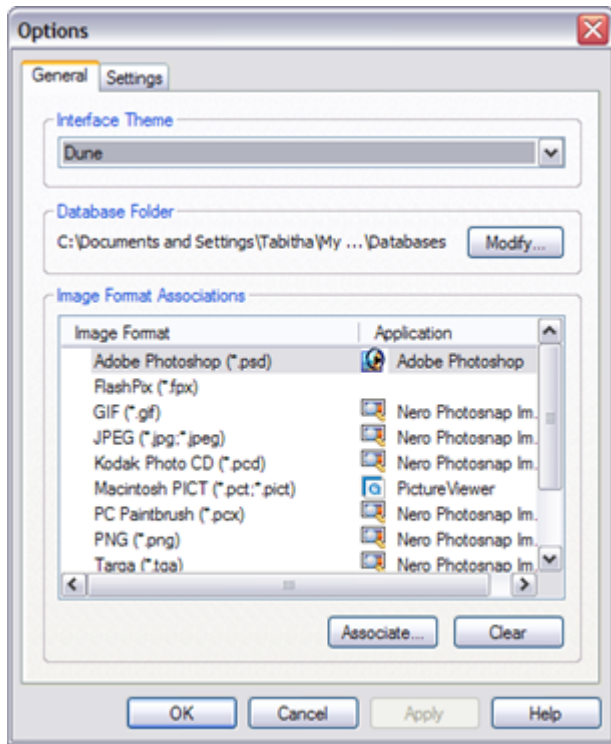 Options
General Settings
Interface Theme
Dune
Database Folder
C:\Documents and Settings\Tabitha\My ...\Databases Modify...
Image Format Associations
Image Format Application
Adobe Photoshop (*.psd) Adobe Photoshop
FlashPix (*.fpx)
GIF (*.gif) Nero Photosnap Im.
JPEG (*.jpg;*.jpeg) Nero Photosnap Im.
Kodak Photo CD (*.pcd) Nero Photosnap Im.
Macintosh PICT (*.pct;*.pict) PictureViewer
PC Paintbrush (*.pcx) Nero Photosnap Im.
PNG (*.png) Nero Photosnap Im.
Targa (*.tga) Nero Photosnap Im.
Associate... Clear
OK Cancel Apply Help